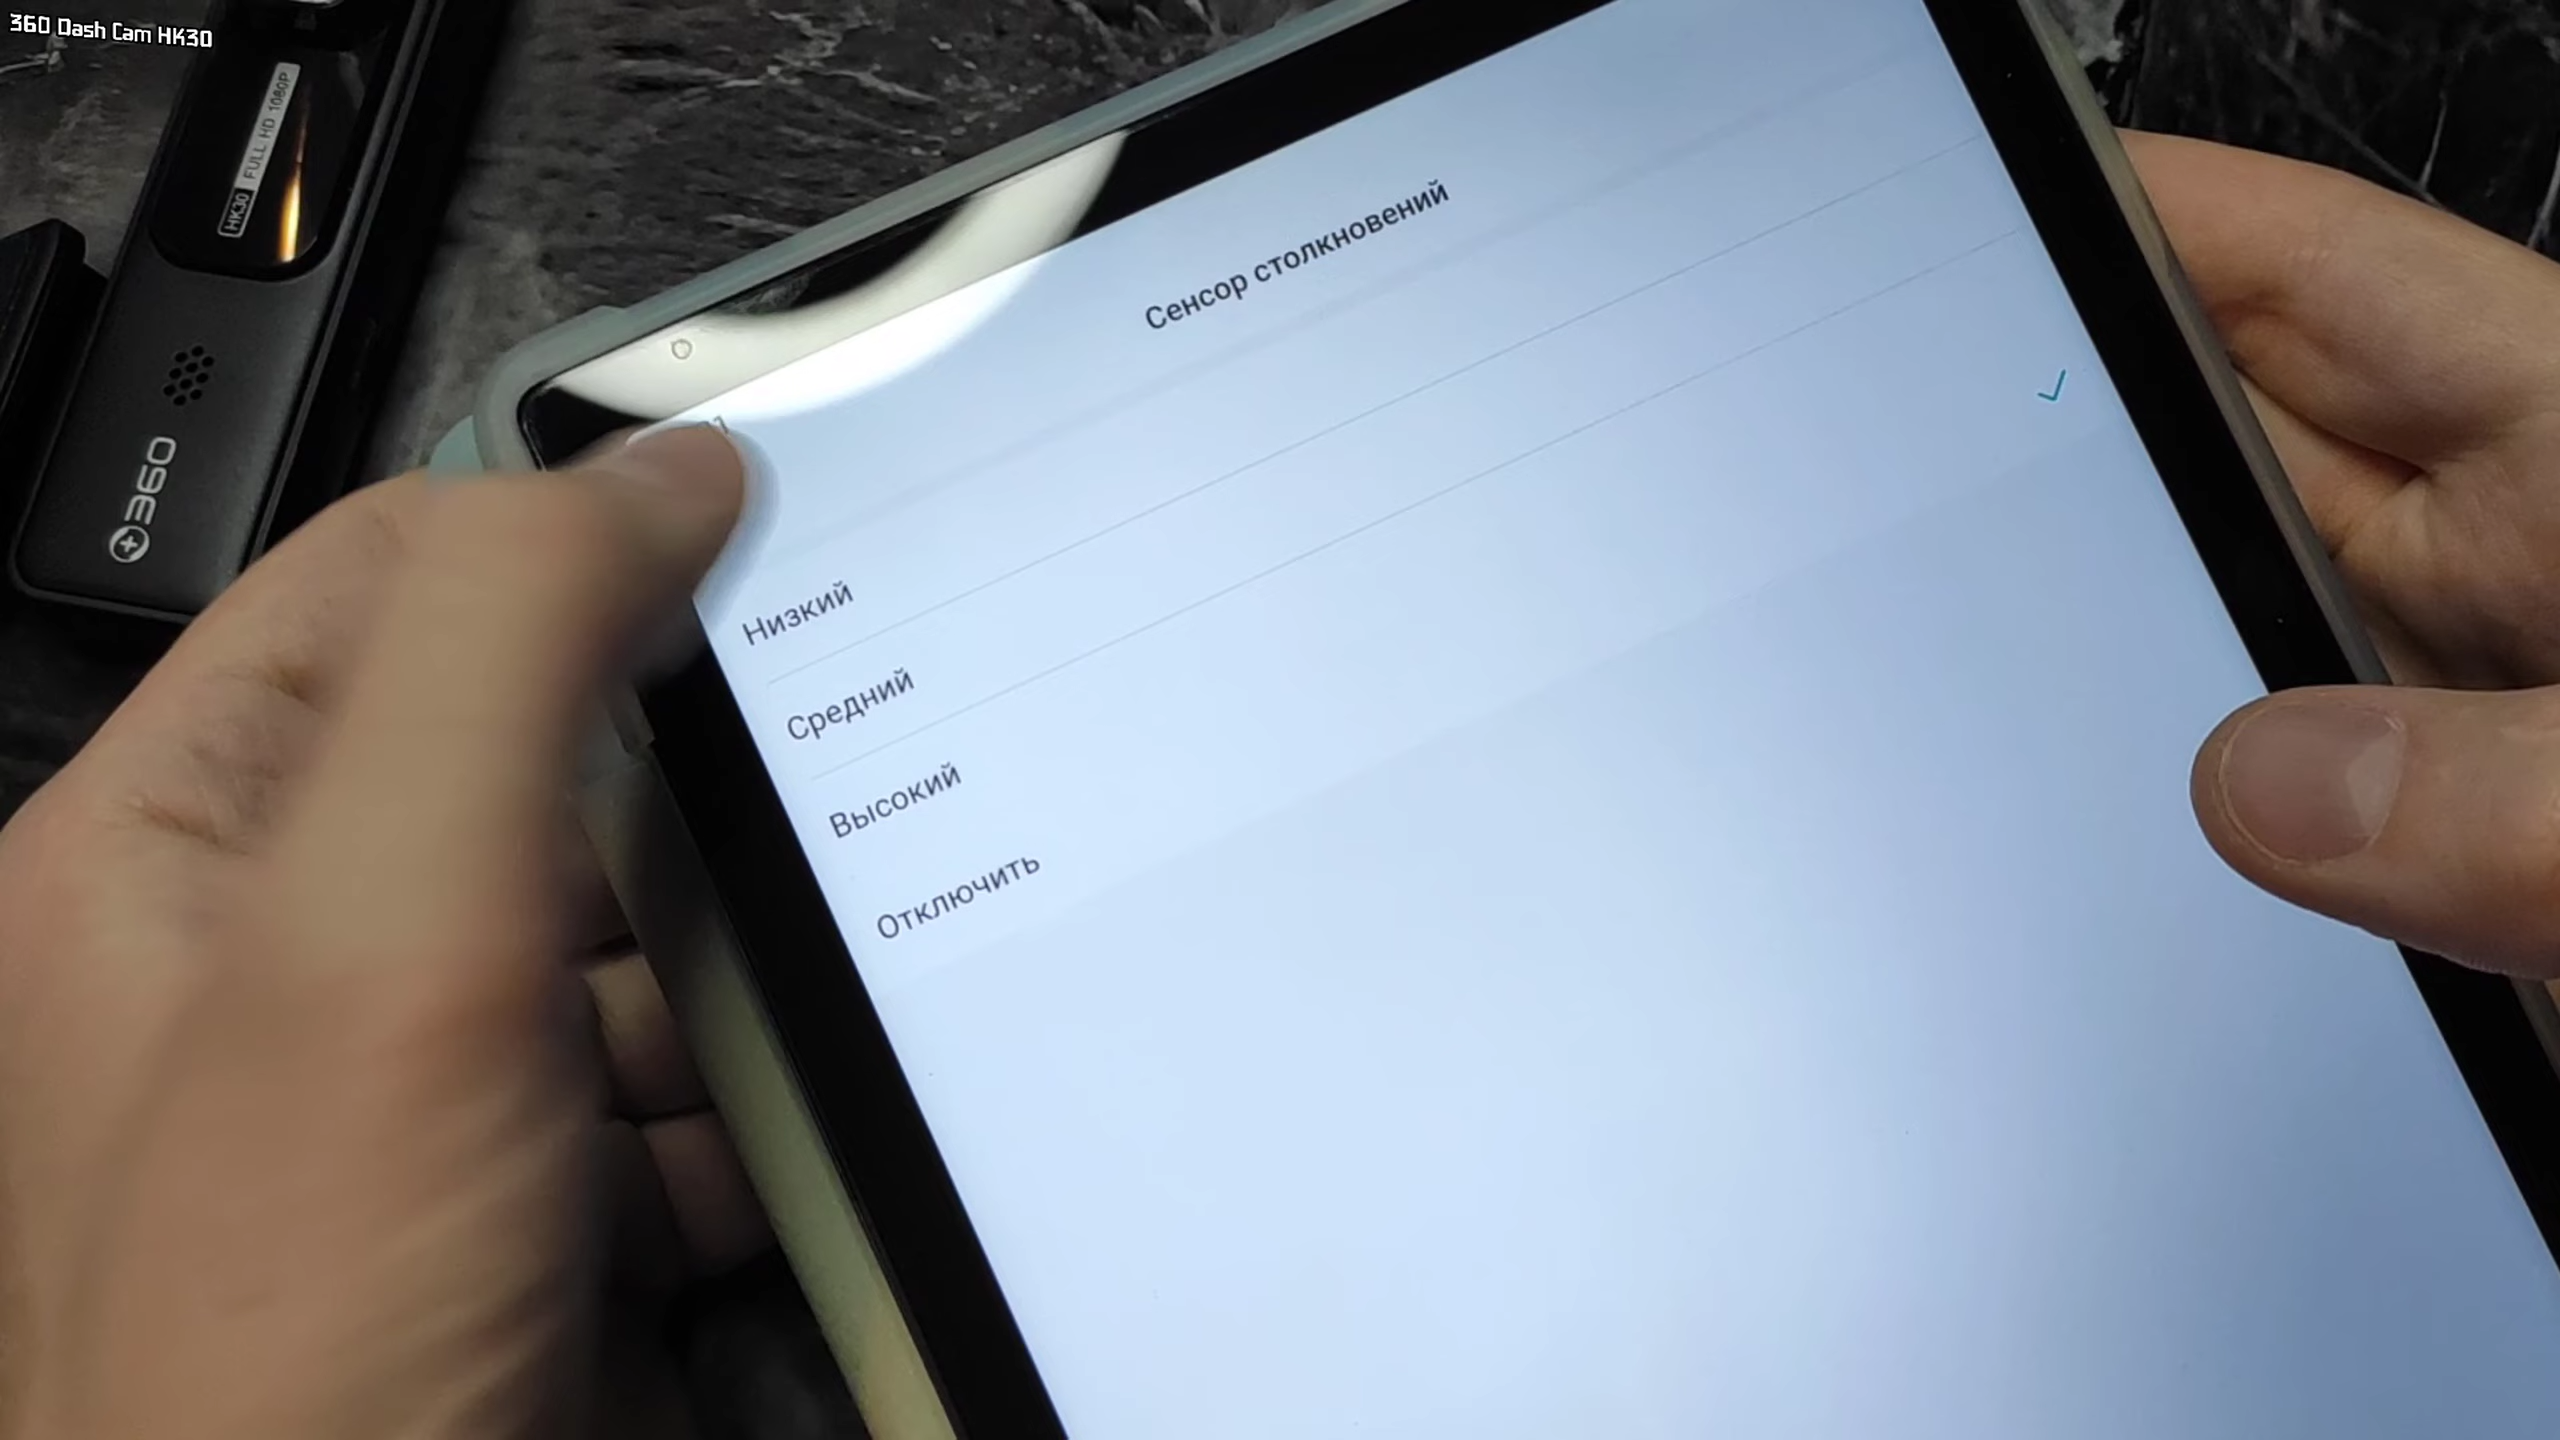 360 Dash Cam HK30
HK30 FULL HD 1080P
360
Сенсор столкновений
Низкий
Средний
Высокий
Отключить